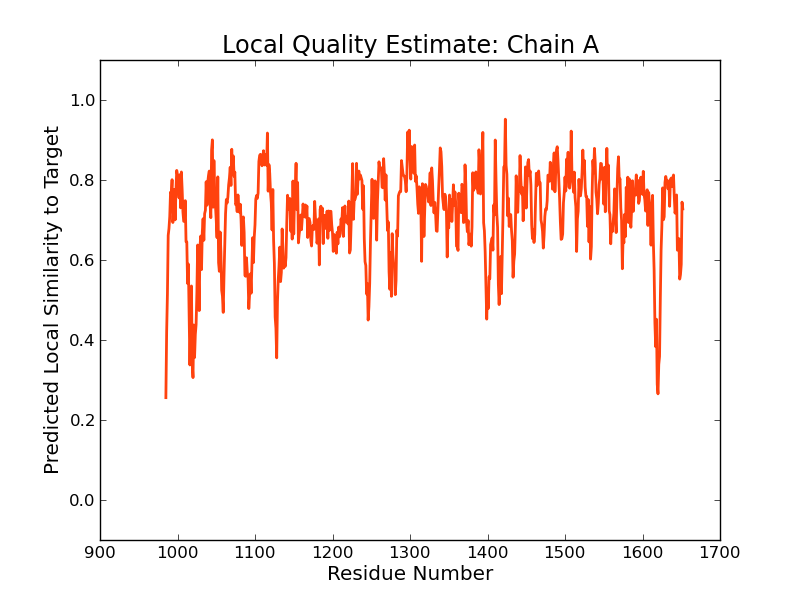 Local Quality Estimate: Chain A
Predicted Local Similarity to Target
1.0
0.8
0.6
0.4
0.2
0.0
900 1000 1100 1200 1300 1400 1500 1600 1700
Residue Number